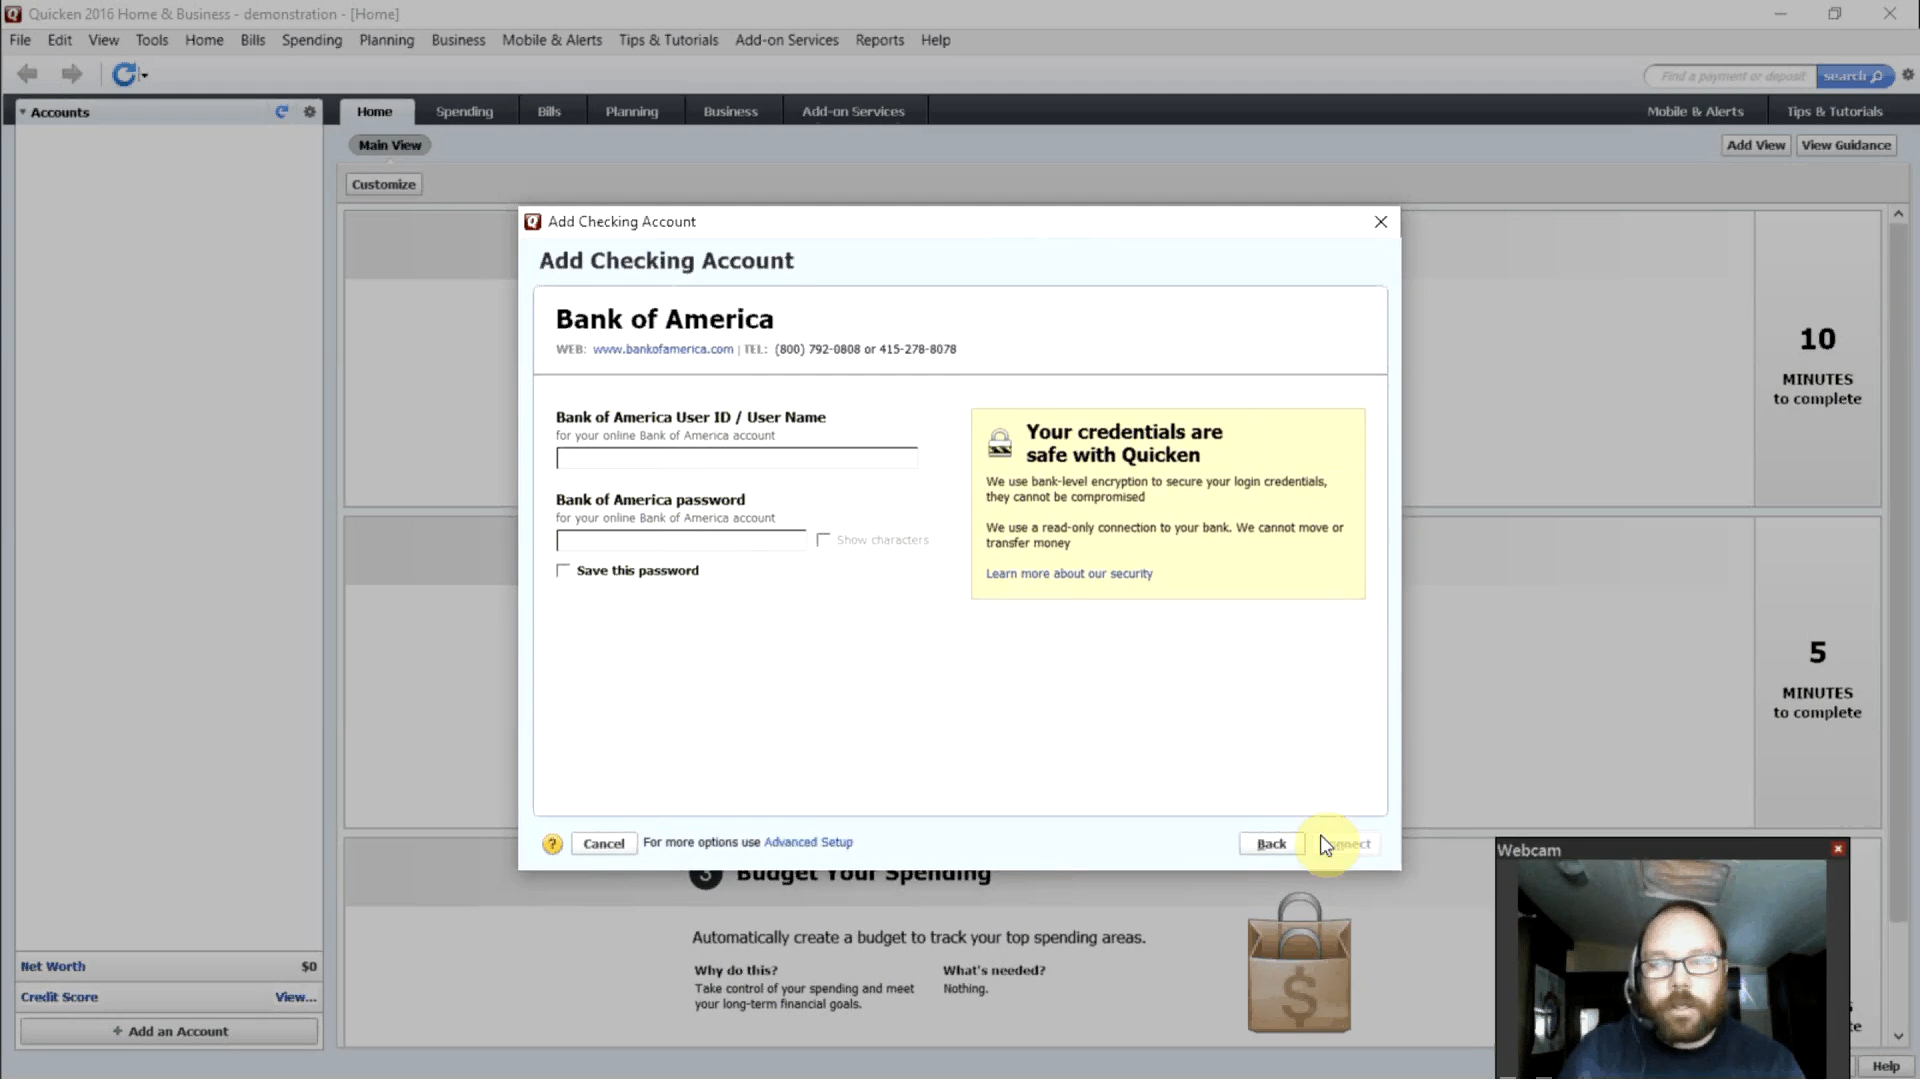 Quicken 2016 Home & Business - demonstration - [Home]
File Edit View Tools Home Bills Spending Planning Business Mobile & Alerts Tips & Tutorials Add-on Services Reports Help
Find a payment or deposit search
Accounts
Home Spending Bills Planning Business Add-on Services Mobile & Alerts Tips & Tutorials
Main View Add View View Guidance
Customize
Add Checking Account
Add Checking Account
Bank of America
WEB: www.bankofamerica.com | TEL: (800) 792-0808 or 415-278-8078
Bank of America User ID / User Name
for your online Bank of America account
Bank of America password
for your online Bank of America account
Show characters
Save this password
Your credentials are
safe with Quicken
We use bank-level encryption to secure your login credentials,
they cannot be compromised
We use a read-only connection to your bank. We cannot move or
transfer money
Learn more about our security
? Cancel For more options use Advanced Setup Back
10
MINUTES
to complete
5
MINUTES
to complete
3 Budget Your Spending
Automatically create a budget to track your top spending areas.
Why do this?
Take control of your spending and meet
your long-term financial goals.
What's needed?
Nothing.
$
Net Worth $0
Credit Score View...
+ Add an Account
Webcam
Help